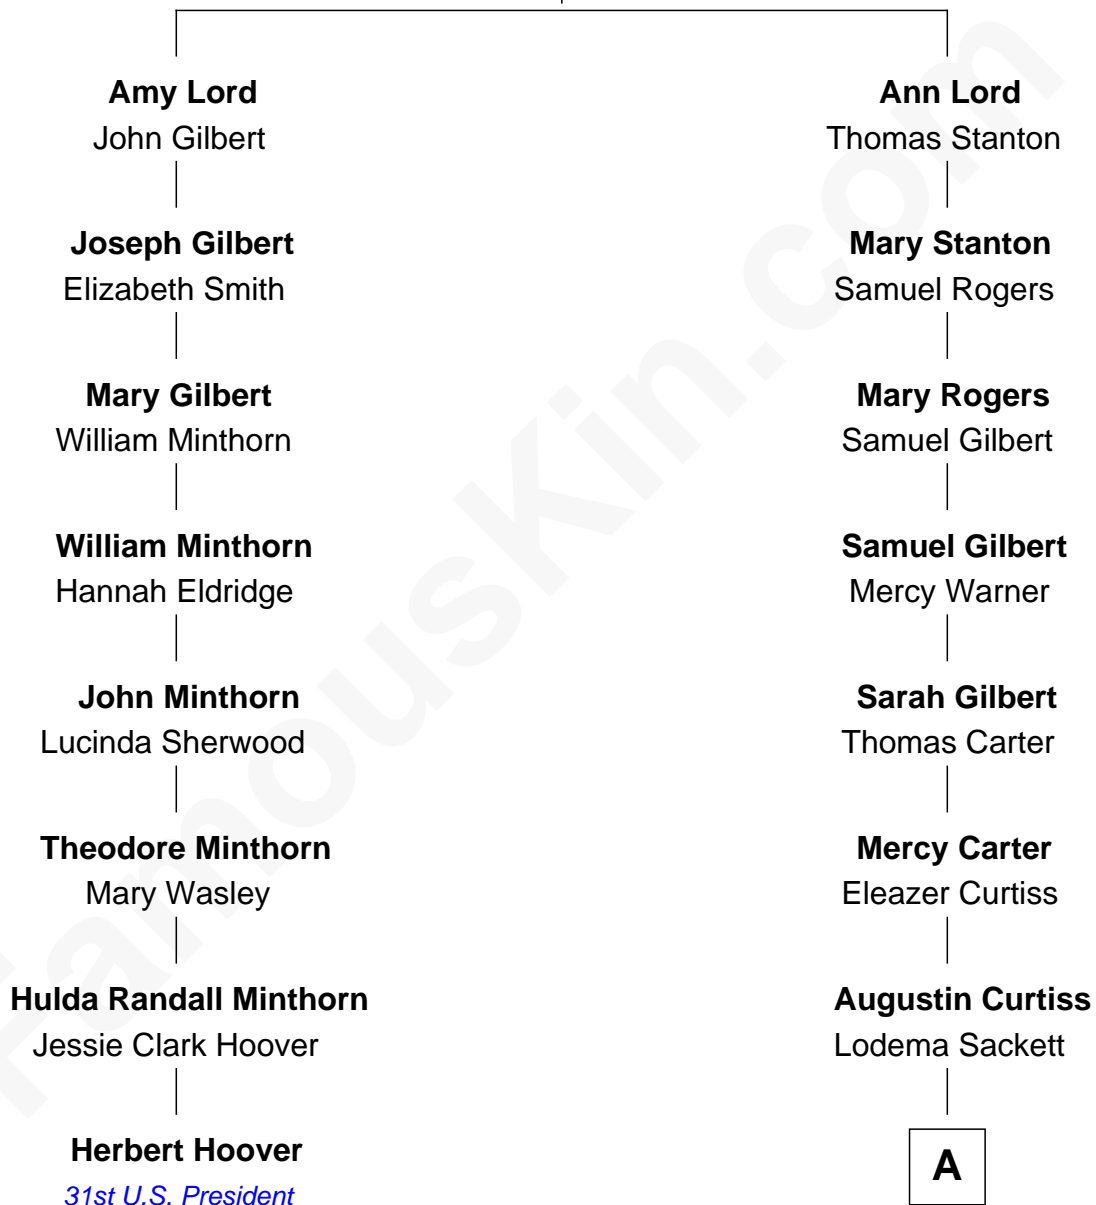 Amy Lord
John Gilbert
Ann Lord
Thomas Stanton
Joseph Gilbert
Elizabeth Smith
Mary Stanton
Samuel Rogers
Mary Gilbert
William Minthorn
Mary Rogers
Samuel Gilbert
William Minthorn
Hannah Eldridge
Samuel Gilbert
Mercy Warner
John Minthorn
Lucinda Sherwood
Sarah Gilbert
Thomas Carter
Theodore Minthorn
Mary Wasley
Mercy Carter
Eleazer Curtiss
Hulda Randall Minthorn
Jessie Clark Hoover
Augustin Curtiss
Lodema Sackett
Herbert Hoover
31st U.S. President
A
FamousKin.com